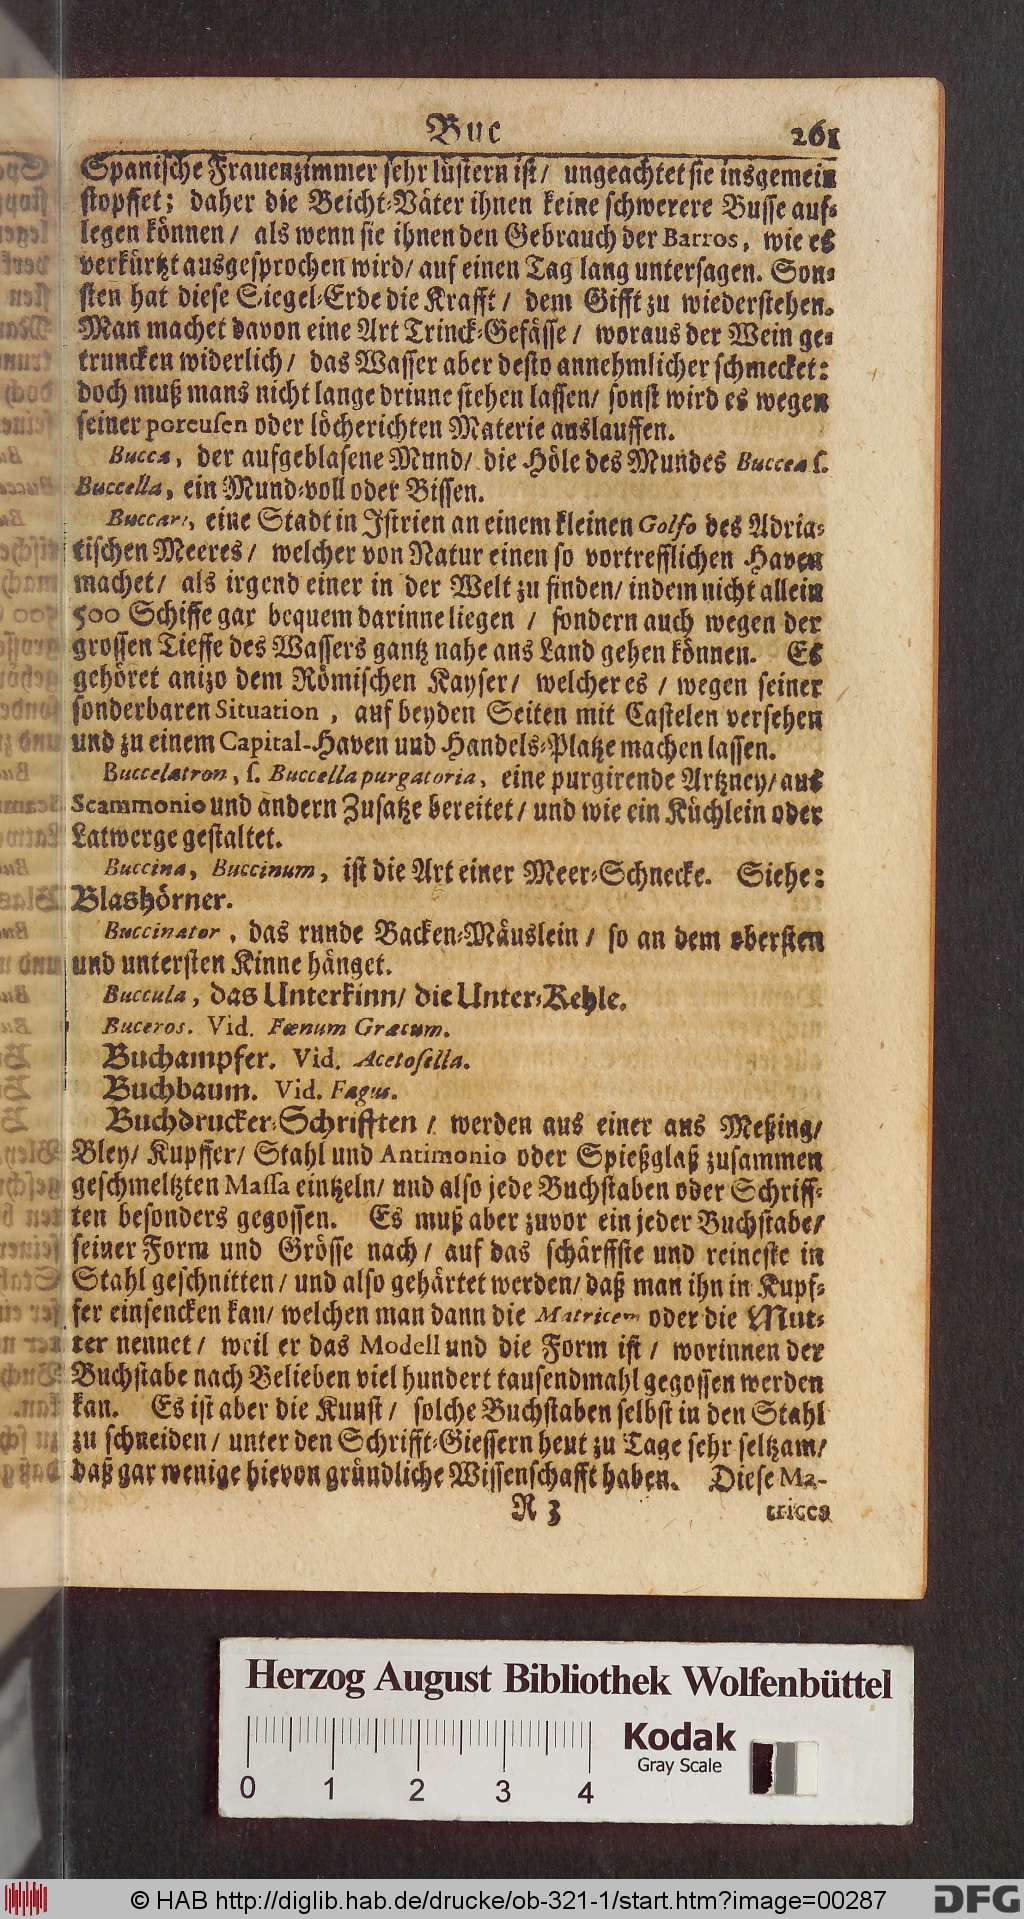 Buc 261
Spanische Frauenzimmer sehr lüstern ist/ ungeachtet sie insgemein
stopffet; daher die Beicht-Väter ihnen keine schwerere Busse auf-
legen können/ als wenn sie ihnen den Gebrauch der Barros, wie es
verkürtzt ausgesprochen wird/ auf einen Tag lang untersagen. Son-
sten hat diese Siegel-Erde die Krafft/ dem Gifft zu wiederstehen.
Man machet davon eine Art Trinck-Gefässe/ woraus der Wein ge-
truncken widerlich/ das Wasser aber desto annehmlicher schmecket:
doch muß mans nicht lange drinne stehen lassen/ sonst wird es wegen
seiner poreusen oder löcherichten Materie auslauffen.
Bucca, der aufgeblasene Mund/ die Höle des Mundes Buccea s.
Buccella, ein Mund-voll oder Bissen.
Buccari, eine Stadt in Istrien an einem kleinen Golfo des Adria-
tischen Meeres/ welcher von Natur einen so vortrefflichen Haven
machet/ als irgend einer in der Welt zu finden/ indem nicht allein
500 Schiffe gar bequem darinne liegen / sondern auch wegen der
grossen Tieffe des Wassers gantz nahe ans Land gehen können. Es
gehöret anizo dem Römischen Kayser/ welcher es / wegen seiner
sonderbaren Situation , auf beyden Seiten mit Castelen versehen
und zu einem Capital-Haven und Handels-Platze machen lassen.
Buccelatron, s. Buccella purgatoria, eine purgirende Artzney/ aus
Scammonio und andern Zusatze bereitet/ und wie ein Küchlein oder
Latwerge gestaltet.
Buccina, Buccinum, ist die Art einer Meer-Schnecke. Siehe:
Blashörner.
Buccinator , das runde Backen-Mäuslein / so an dem obersten
und untersten Kinne hänget.
Buccula, das Unterkinn/ die Unter-Kehle.
Buceros. Vid. Fœnum Græcum.
Buchampfer. Vid. Acetosella.
Buchbaum. Vid. Fagus.
Buchdrucker-Schrifften / werden aus einer aus Meßing/
Bley/ Kupffer/ Stahl und Antimonio oder Spießglaß zusammen
geschmeltzten Massa eintzeln/ und also jede Buchstaben oder Schriff-
ten besonders gegossen. Es muß aber zuvor ein jeder Buchstabe/
seiner Form und Grösse nach/ auf das schärffste und reineste in
Stahl geschnitten/ und also gehärtet werden/ daß man ihn in Kupf-
fer einsencken kan/ welchen man dann die Matricem oder die Mut-
ter nennet/ weil er das Modell und die Form ist/ worinnen der
Buchstabe nach Belieben viel hundert tausendmahl gegossen werden
kan. Es ist aber die Kunst/ solche Buchstaben selbst in den Stahl
zu schneiden/ unter den Schrifft-Giessern heut zu Tage sehr seltzam/
daß gar wenige hievon gründliche Wissenschafft haben. Diese Ma-
R 3 trices
Herzog August Bibliothek Wolfenbüttel
Kodak
Gray Scale
0 1 2 3 4
© HAB http://diglib.hab.de/drucke/ob-321-1/start.htm?image=00287
DFG